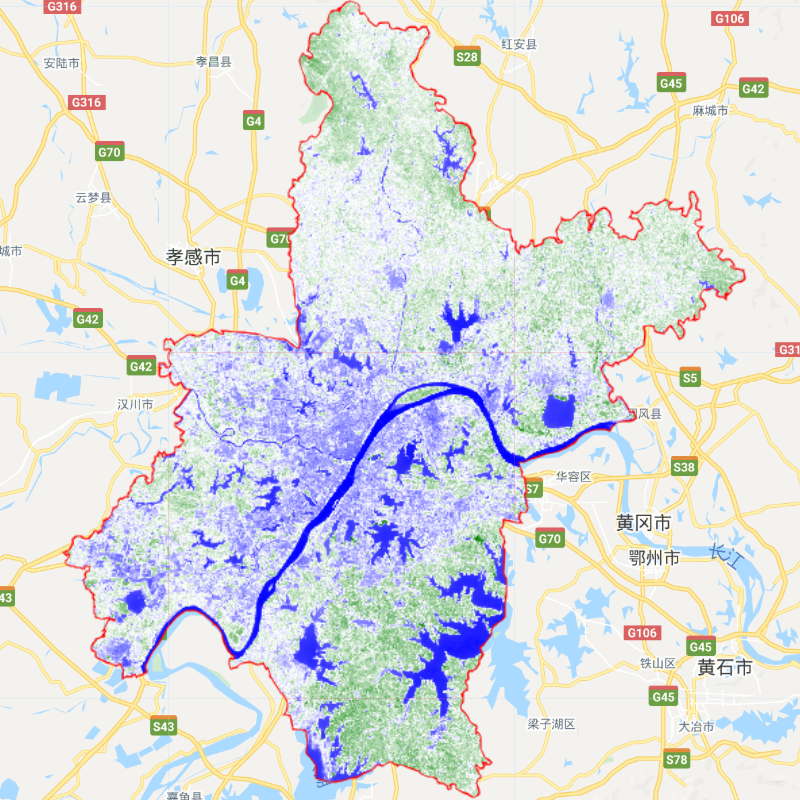 G316
G106
红安县
S28
安陆市
孝昌县
G45
G42
G316
麻城市
G4
G70
云梦县
G70
城市
孝感市
G4
G42
G31
G42
S5
汉川市
冈县
S38
华容区
S7
黄冈市
G70
鄂州市
长江
43
G106
G45
铁山区
黄石市
G45
S43
梁子湖区
大冶市
S78
嘉鱼县